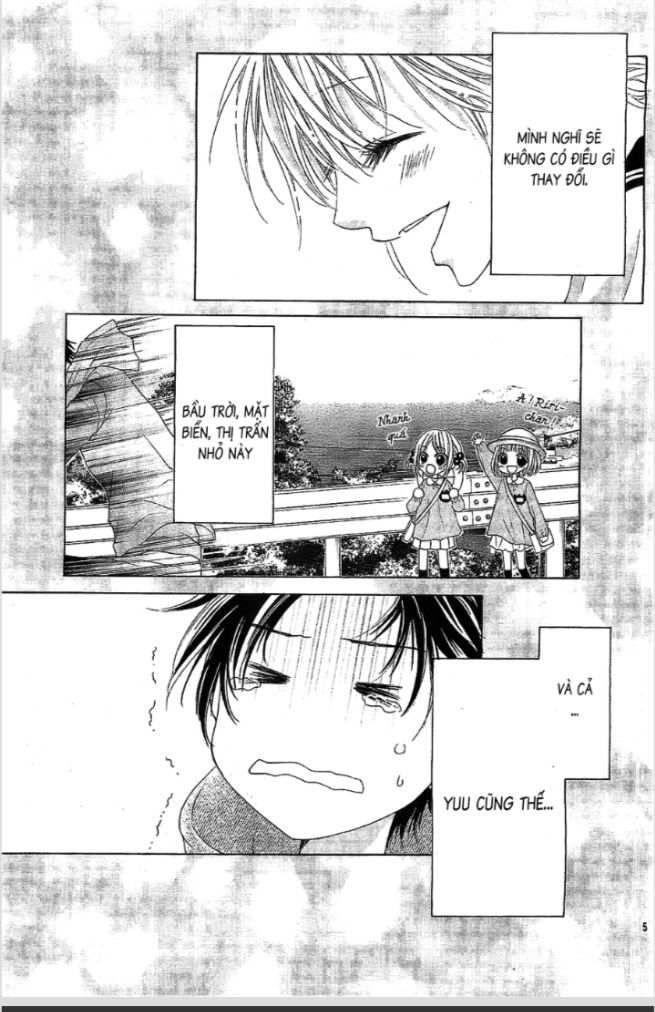 MÌNH NGHĨ SẼ
KHÔNG CÓ ĐIỀU GÌ
THAY ĐỔI.
BẦU TRỜI, MẶT
BIỂN, THỊ TRẤN
NHỎ NÀY
Nhanh
quá
A! Riri-
chan!
VÀ CẢ
...
YUU CŨNG THẾ...
5